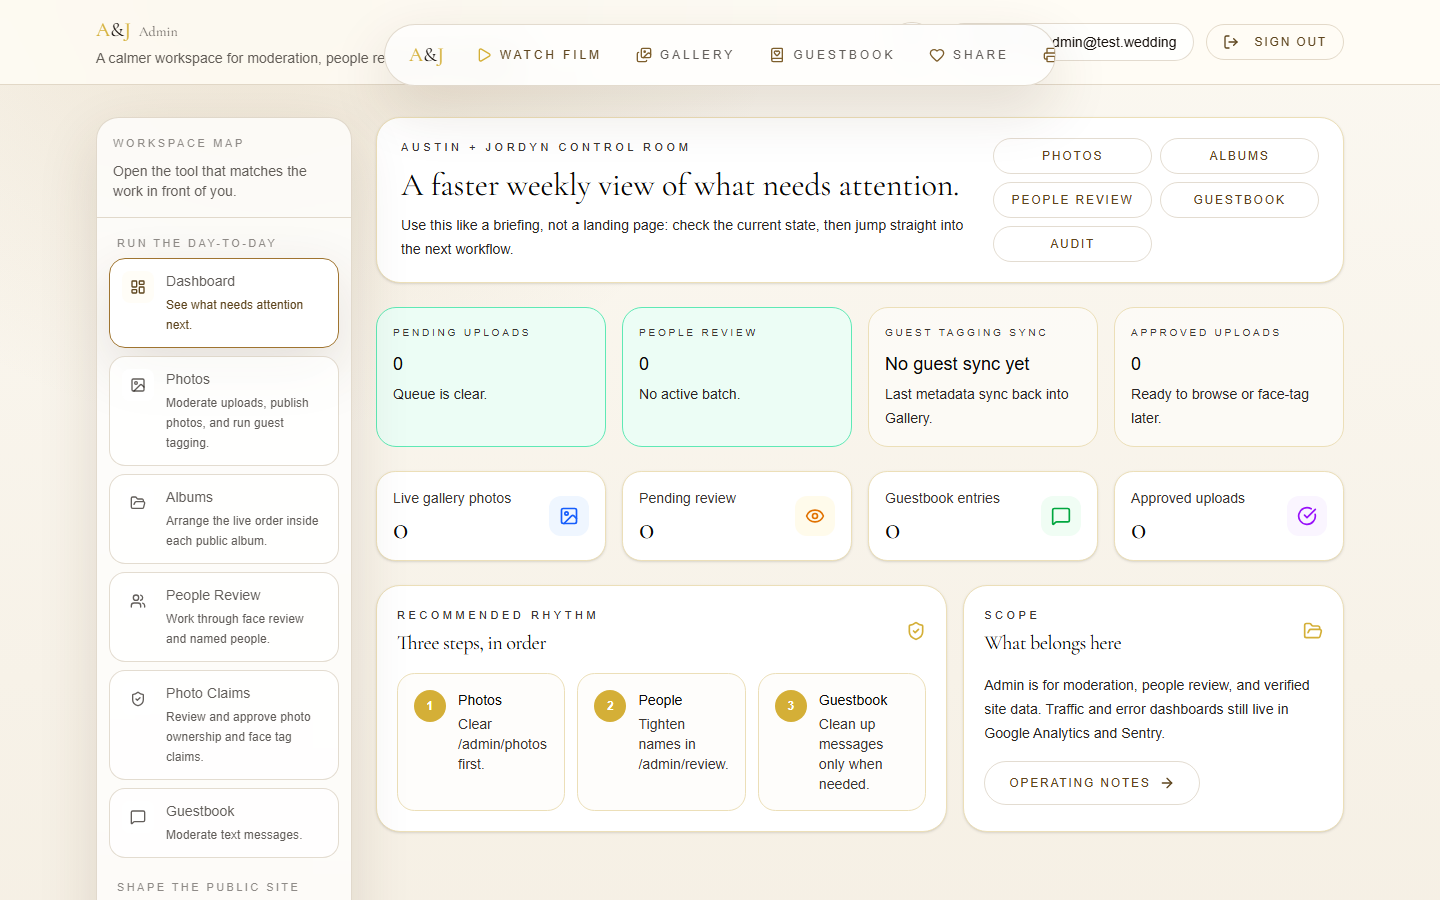 A&J Admin
A calmer workspace for moderation, people re
A&J
WATCH FILM
GALLERY
GUESTBOOK
SHARE
dmin@test.wedding
SIGN OUT
WORKSPACE MAP
Open the tool that matches the
work in front of you.
RUN THE DAY-TO-DAY
Dashboard
See what needs attention
next.
Photos
Moderate uploads, publish
photos, and run guest
tagging.
Albums
Arrange the live order inside
each public album.
People Review
Work through face review
and named people.
Photo Claims
Review and approve photo
ownership and face tag
claims.
Guestbook
Moderate text messages.
SHAPE THE PUBLIC SITE
AUSTIN + JORDYN CONTROL ROOM
A faster weekly view of what needs attention.
Use this like a briefing, not a landing page: check the current state, then jump straight into
the next workflow.
PHOTOS
ALBUMS
PEOPLE REVIEW
GUESTBOOK
AUDIT
PENDING UPLOADS
0
Queue is clear.
PEOPLE REVIEW
0
No active batch.
GUEST TAGGING SYNC
No guest sync yet
Last metadata sync back into
Gallery.
APPROVED UPLOADS
0
Ready to browse or face-tag
later.
Live gallery photos
0
Pending review
0
Guestbook entries
0
Approved uploads
0
RECOMMENDED RHYTHM
Three steps, in order
1
Photos
Clear
/admin/photos
first.
2
People
Tighten
names in
/admin/review.
3
Guestbook
Clean up
messages
only when
needed.
SCOPE
What belongs here
Admin is for moderation, people review, and verified
site data. Traffic and error dashboards still live in
Google Analytics and Sentry.
OPERATING NOTES